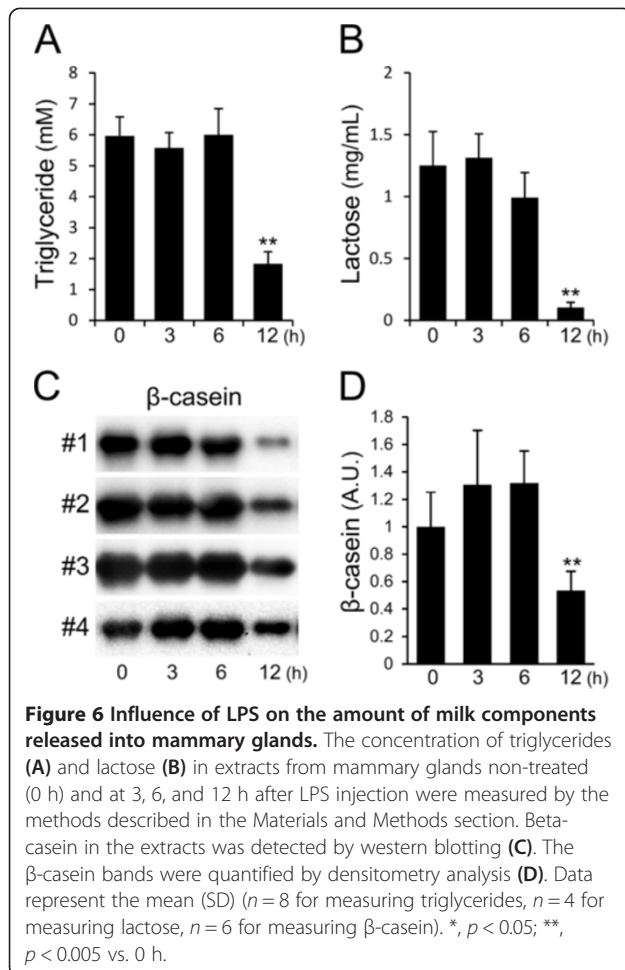 A
Triglyceride (mM)
8
7
6
5
4
3
2
1
0
**
0 3 6 12 (h)
B
Lactose (mg/mL)
2
1.5
1
0.5
0
**
0 3 6 12 (h)
C
β-casein
#1
#2
#3
#4
0 3 6 12 (h)
D
β-casein (A.U.)
1.8
1.6
1.4
1.2
1
0.8
0.6
0.4
0.2
0
**
0 3 6 12 (h)
Figure 6 Influence of LPS on the amount of milk components
released into mammary glands. The concentration of triglycerides
(A) and lactose (B) in extracts from mammary glands non-treated
(0 h) and at 3, 6, and 12 h after LPS injection were measured by the
methods described in the Materials and Methods section. Beta-
casein in the extracts was detected by western blotting (C). The
β-casein bands were quantified by densitometry analysis (D). Data
represent the mean (SD) (n = 8 for measuring triglycerides, n = 4 for
measuring lactose, n = 6 for measuring β-casein). *, p < 0.05; **,
p < 0.005 vs. 0 h.